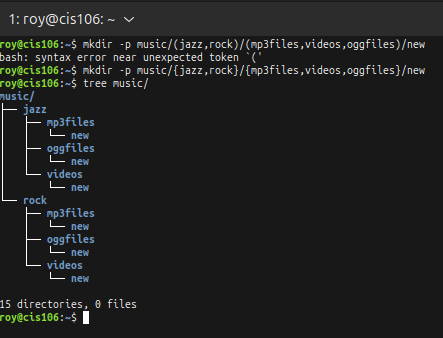 1: roy@cis106: ~
roy@cis106:~$ mkdir -p music/(jazz,rock)/(mp3files,videos,oggfiles)/new
bash: syntax error near unexpected token `('
roy@cis106:~$ mkdir -p music/{jazz,rock}/{mp3files,videos,oggfiles}/new
roy@cis106:~$ tree music/
music/
├── jazz
│   ├── mp3files
│   │   └── new
│   ├── oggfiles
│   │   └── new
│   └── videos
│       └── new
└── rock
    ├── mp3files
    │   └── new
    ├── oggfiles
    │   └── new
    └── videos
        └── new
15 directories, 0 files
roy@cis106:~$